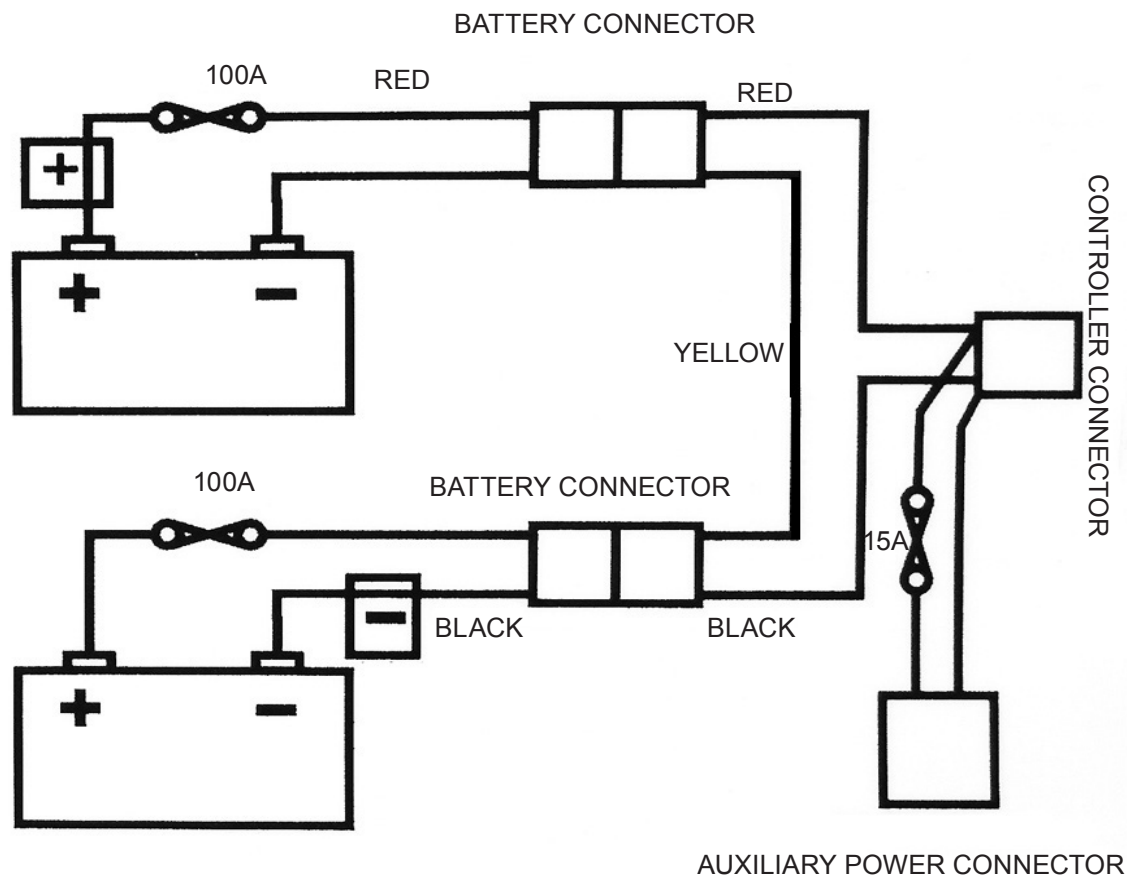 BATTERY CONNECTOR
100A
RED
RED
+
+ −
CONTROLLER CONNECTOR
YELLOW
100A
BATTERY CONNECTOR
15A
−
BLACK
BLACK
+ −
AUXILIARY POWER CONNECTOR